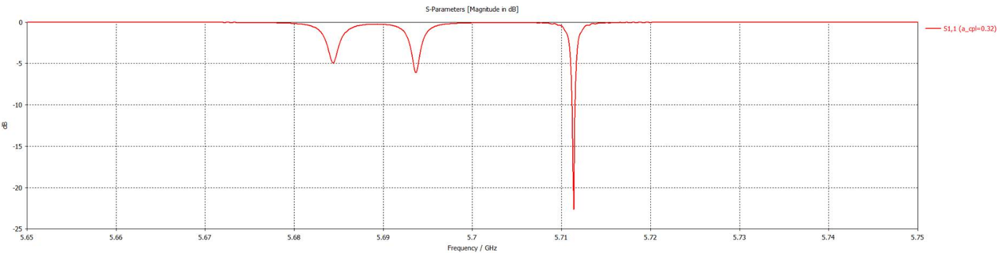 S-Parameters [Magnitude in dB]
0
-5
-10
-15
-20
-25
dB
5.65 5.66 5.67 5.68 5.69 5.7 5.71 5.72 5.73 5.74 5.75
Frequency / GHz
S1,1 (a_cpl=0.32)